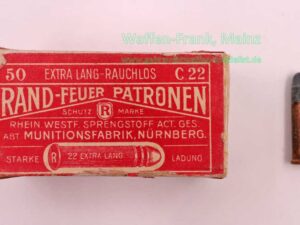 Waffen-Frank, Mainz
50 EXTRA LANG-RAUCHLOS C.22
RAND-FEUER PATRONEN
SCHUTZ R MARKE
RHEIN WESTF. SPRENGSTOFF ACT. GES.
ABT MUNITIONSFABRIK, NÜRNBERG.
STARKE R 22 EXTRA LANG LADUNG